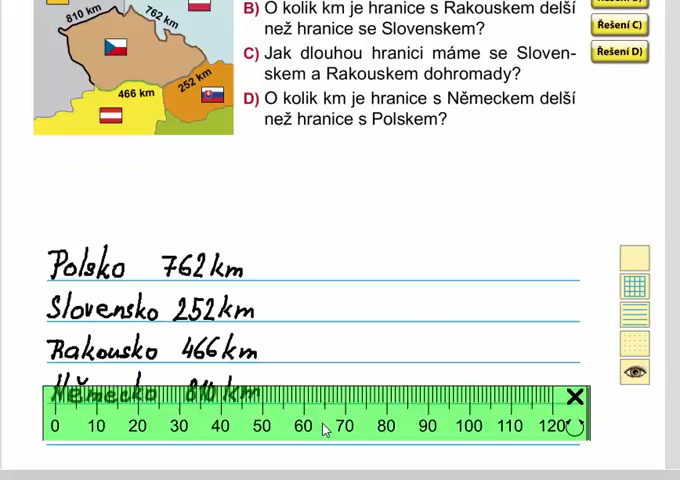 810 km
762 km
252 km
466 km
B) O kolik km je hranice s Rakouskem delší
než hranice se Slovenskem?
C) Jak dlouhou hranici máme se Sloven-
skem a Rakouskem dohromady?
D) O kolik km je hranice s Německem delší
než hranice s Polskem?
Řešení C)
Řešení D)
Polsko 762 km
Slovensko 252 km
Rakousko 466 km
Německo 810 km
0 10 20 30 40 50 60 70 80 90 100 110 120